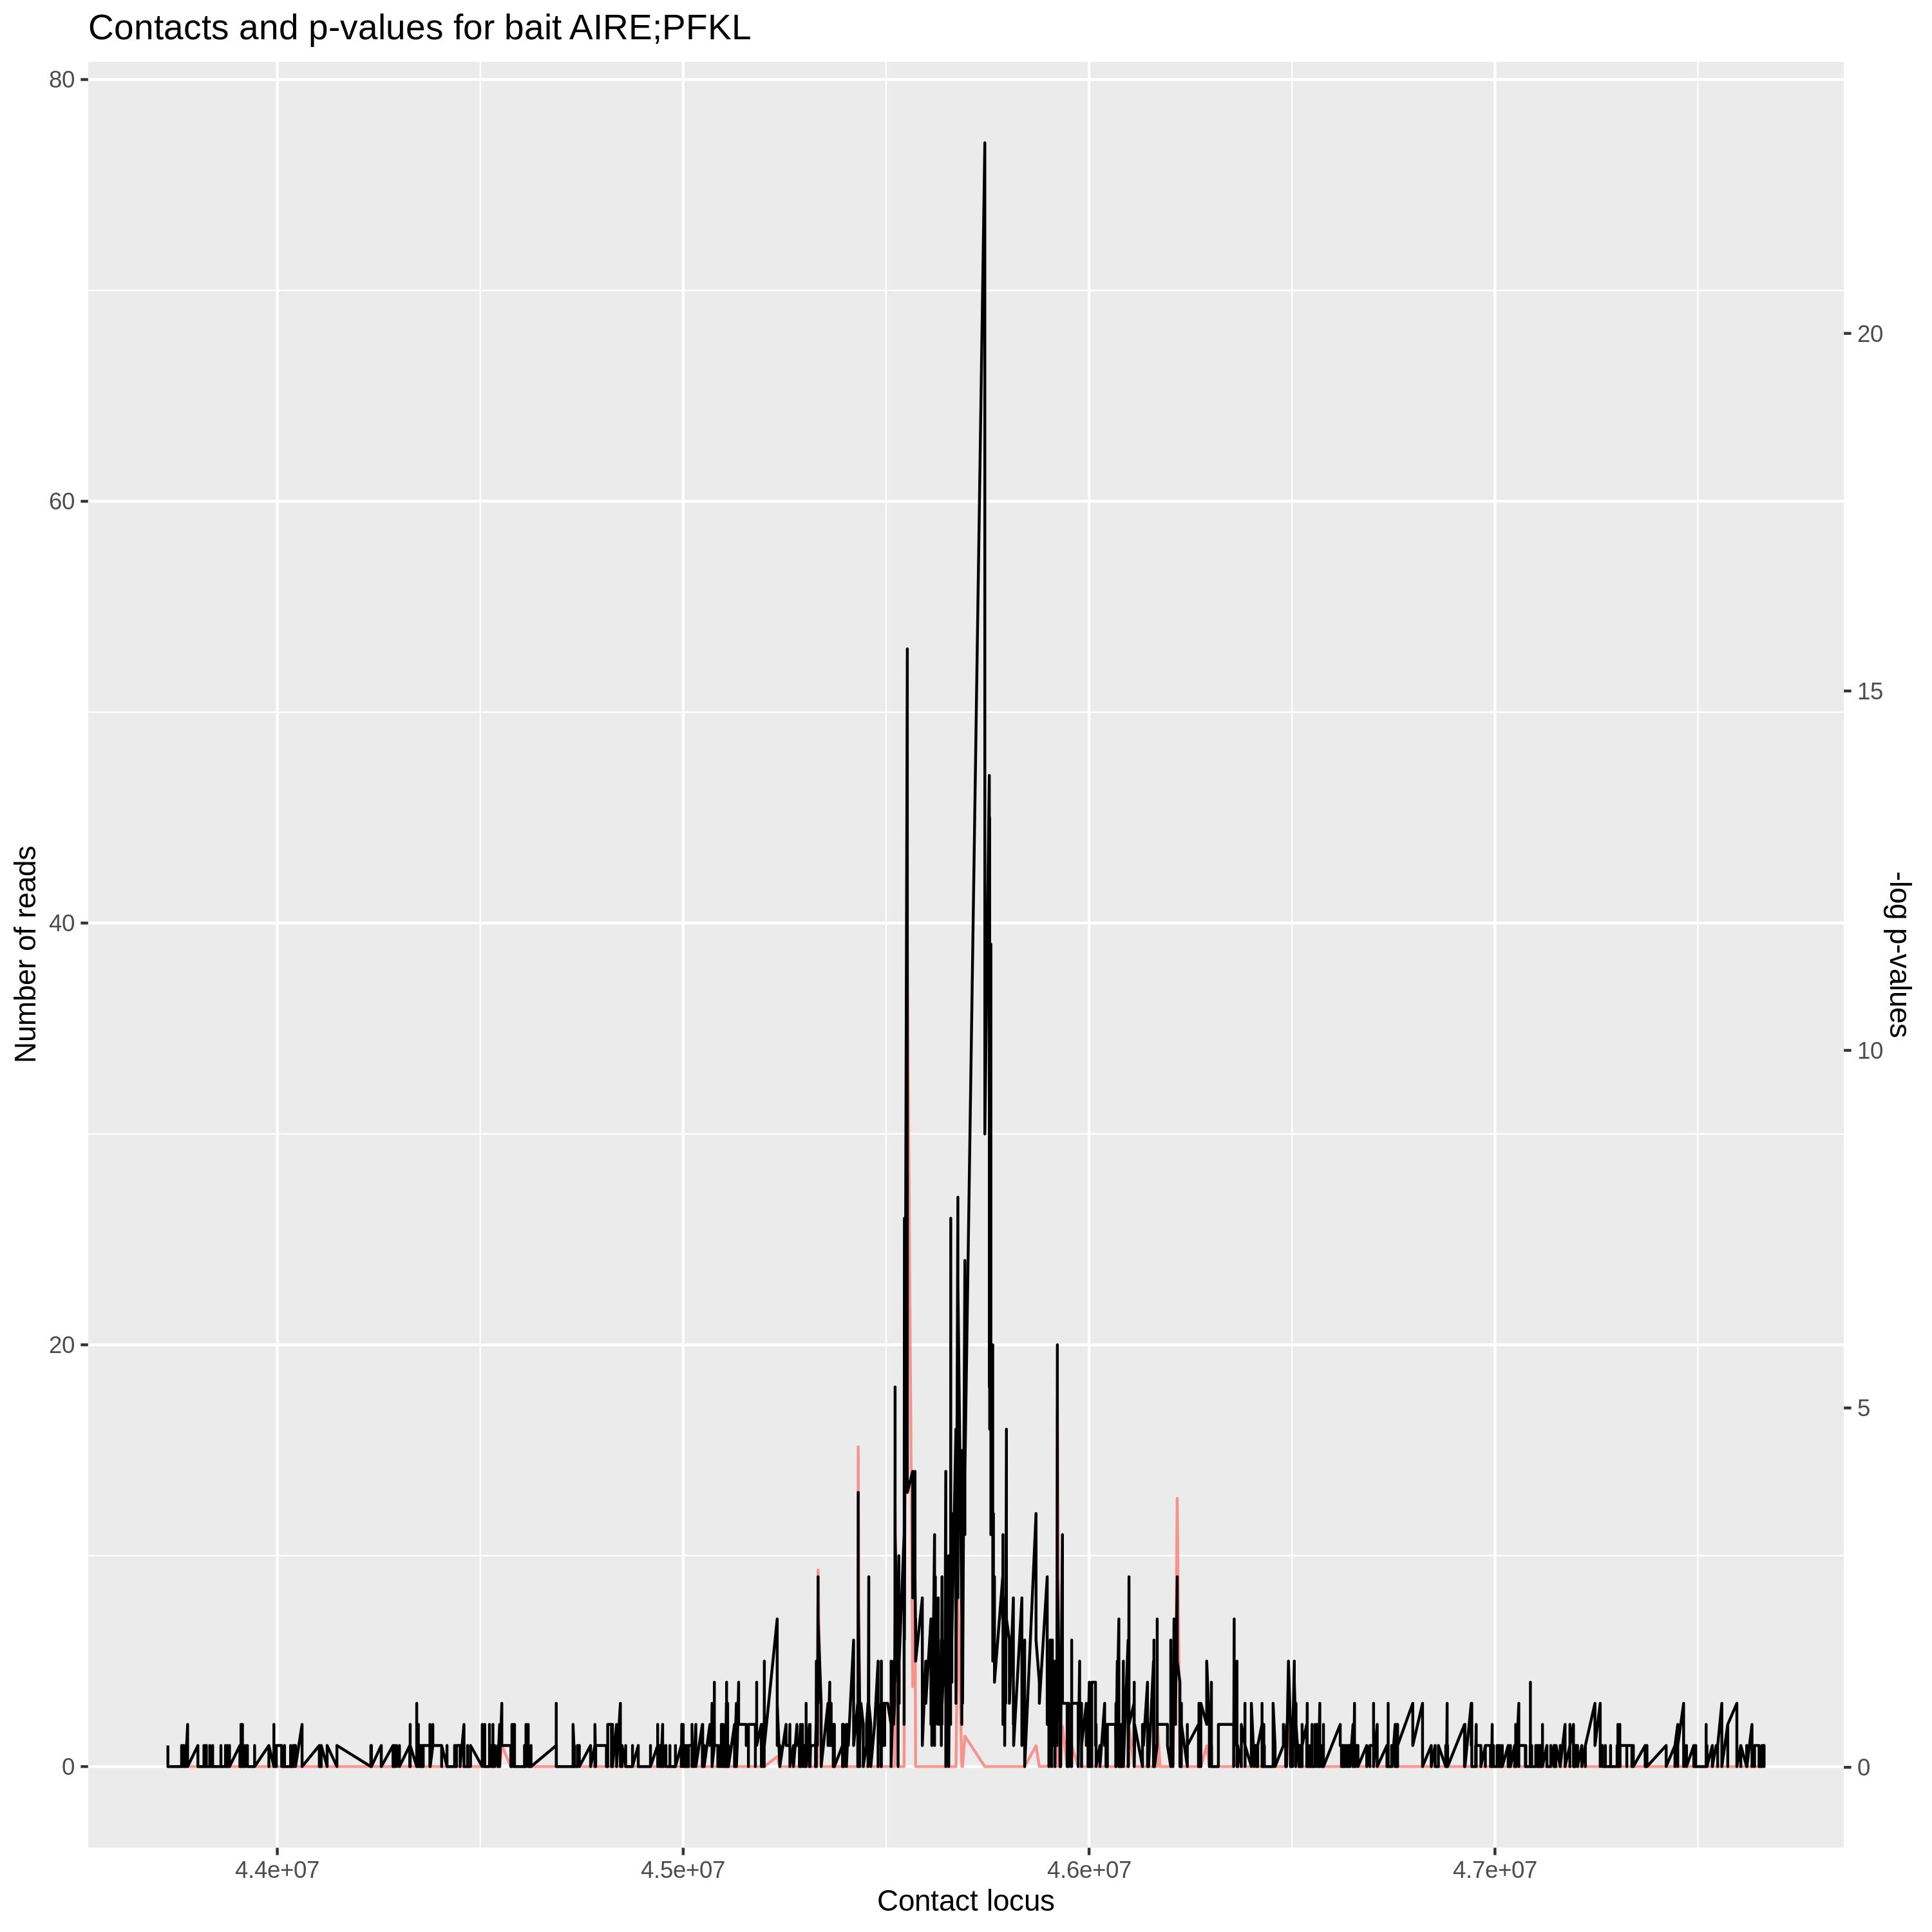 Contacts and p-values for bait AIRE;PFKL
80
60
40
20
0
Number of reads
20
15
10
5
0
-log p-values
4.4e+07
4.5e+07
4.6e+07
4.7e+07
Contact locus